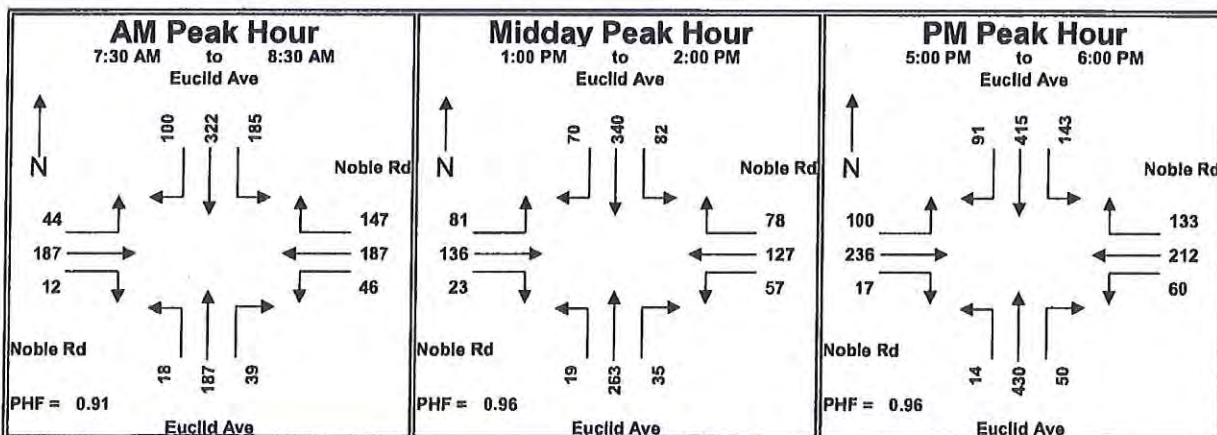 AM Peak Hour
7:30 AM to 8:30 AM
Euclid Ave
100 322 185
N
Noble Rd
44 147
187 187
12 46
Noble Rd
18 187 39
PHF = 0.91
Euclid Ave
Midday Peak Hour
1:00 PM to 2:00 PM
Euclid Ave
70 340 82
N
Noble Rd
81 78
136 127
23 57
Noble Rd
19 263 35
PHF = 0.96
Euclid Ave
PM Peak Hour
5:00 PM to 6:00 PM
Euclid Ave
91 415 143
N
Noble Rd
100 133
236 212
17 60
Noble Rd
14 430 50
PHF = 0.96
Euclid Ave